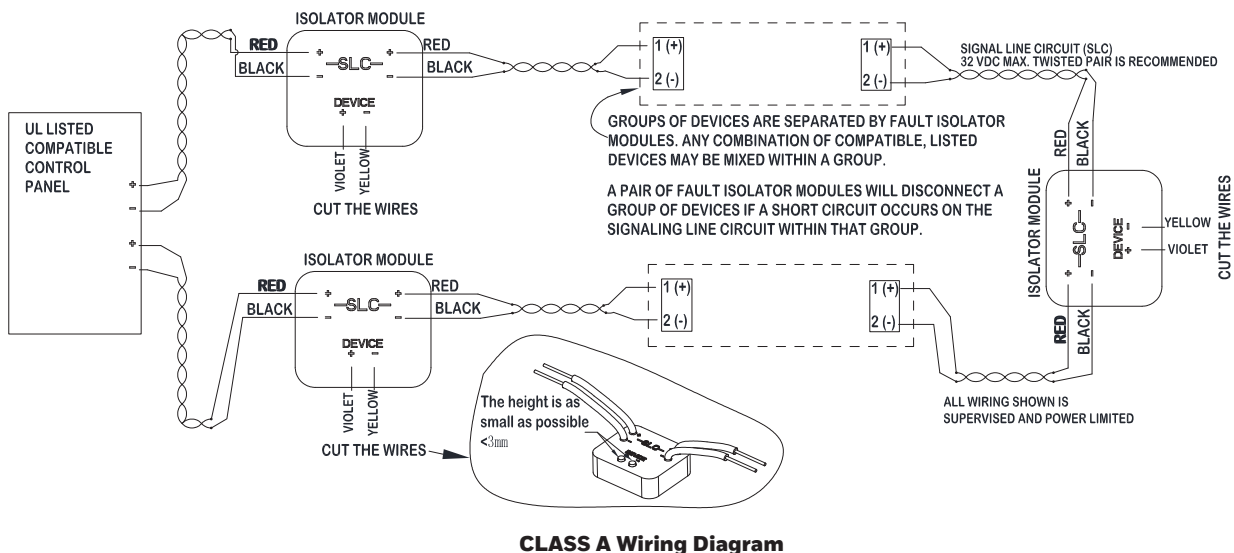 ISOLATOR MODULE
RED
BLACK
+ SLC +
- -
DEVICE
+ -
VIOLET
YELLOW
CUT THE WIRES
RED
BLACK
1 (+)
2 (-)
1 (+)
2 (-)
SIGNAL LINE CIRCUIT (SLC)
32 VDC MAX. TWISTED PAIR IS RECOMMENDED
UL LISTED
COMPATIBLE
CONTROL
PANEL
+
-
+
-
GROUPS OF DEVICES ARE SEPARATED BY FAULT ISOLATOR
MODULES. ANY COMBINATION OF COMPATIBLE, LISTED
DEVICES MAY BE MIXED WITHIN A GROUP.
A PAIR OF FAULT ISOLATOR MODULES WILL DISCONNECT A
GROUP OF DEVICES IF A SHORT CIRCUIT OCCURS ON THE
SIGNALING LINE CIRCUIT WITHIN THAT GROUP.
RED
BLACK
ISOLATOR MODULE
+ SLC +
- -
DEVICE
- +
YELLOW
VIOLET
CUT THE WIRES
RED
BLACK
ISOLATOR MODULE
RED
BLACK
+ SLC +
- -
DEVICE
+ -
VIOLET
YELLOW
CUT THE WIRES
RED
BLACK
1 (+)
2 (-)
1 (+)
2 (-)
ALL WIRING SHOWN IS
SUPERVISED AND POWER LIMITED
The height is as
small as possible
<3mm
SLC
CLASS A Wiring Diagram